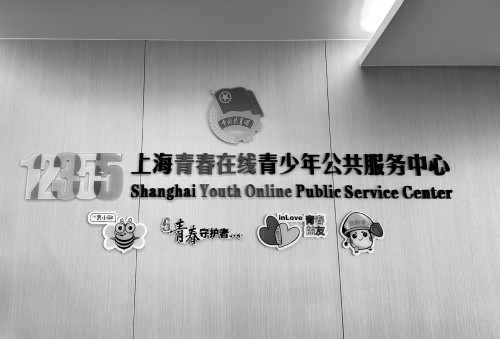 12355 上海青春在线青少年公共服务中心
Shanghai Youth Online Public Service Center
青春守护者
inLove
青春益友